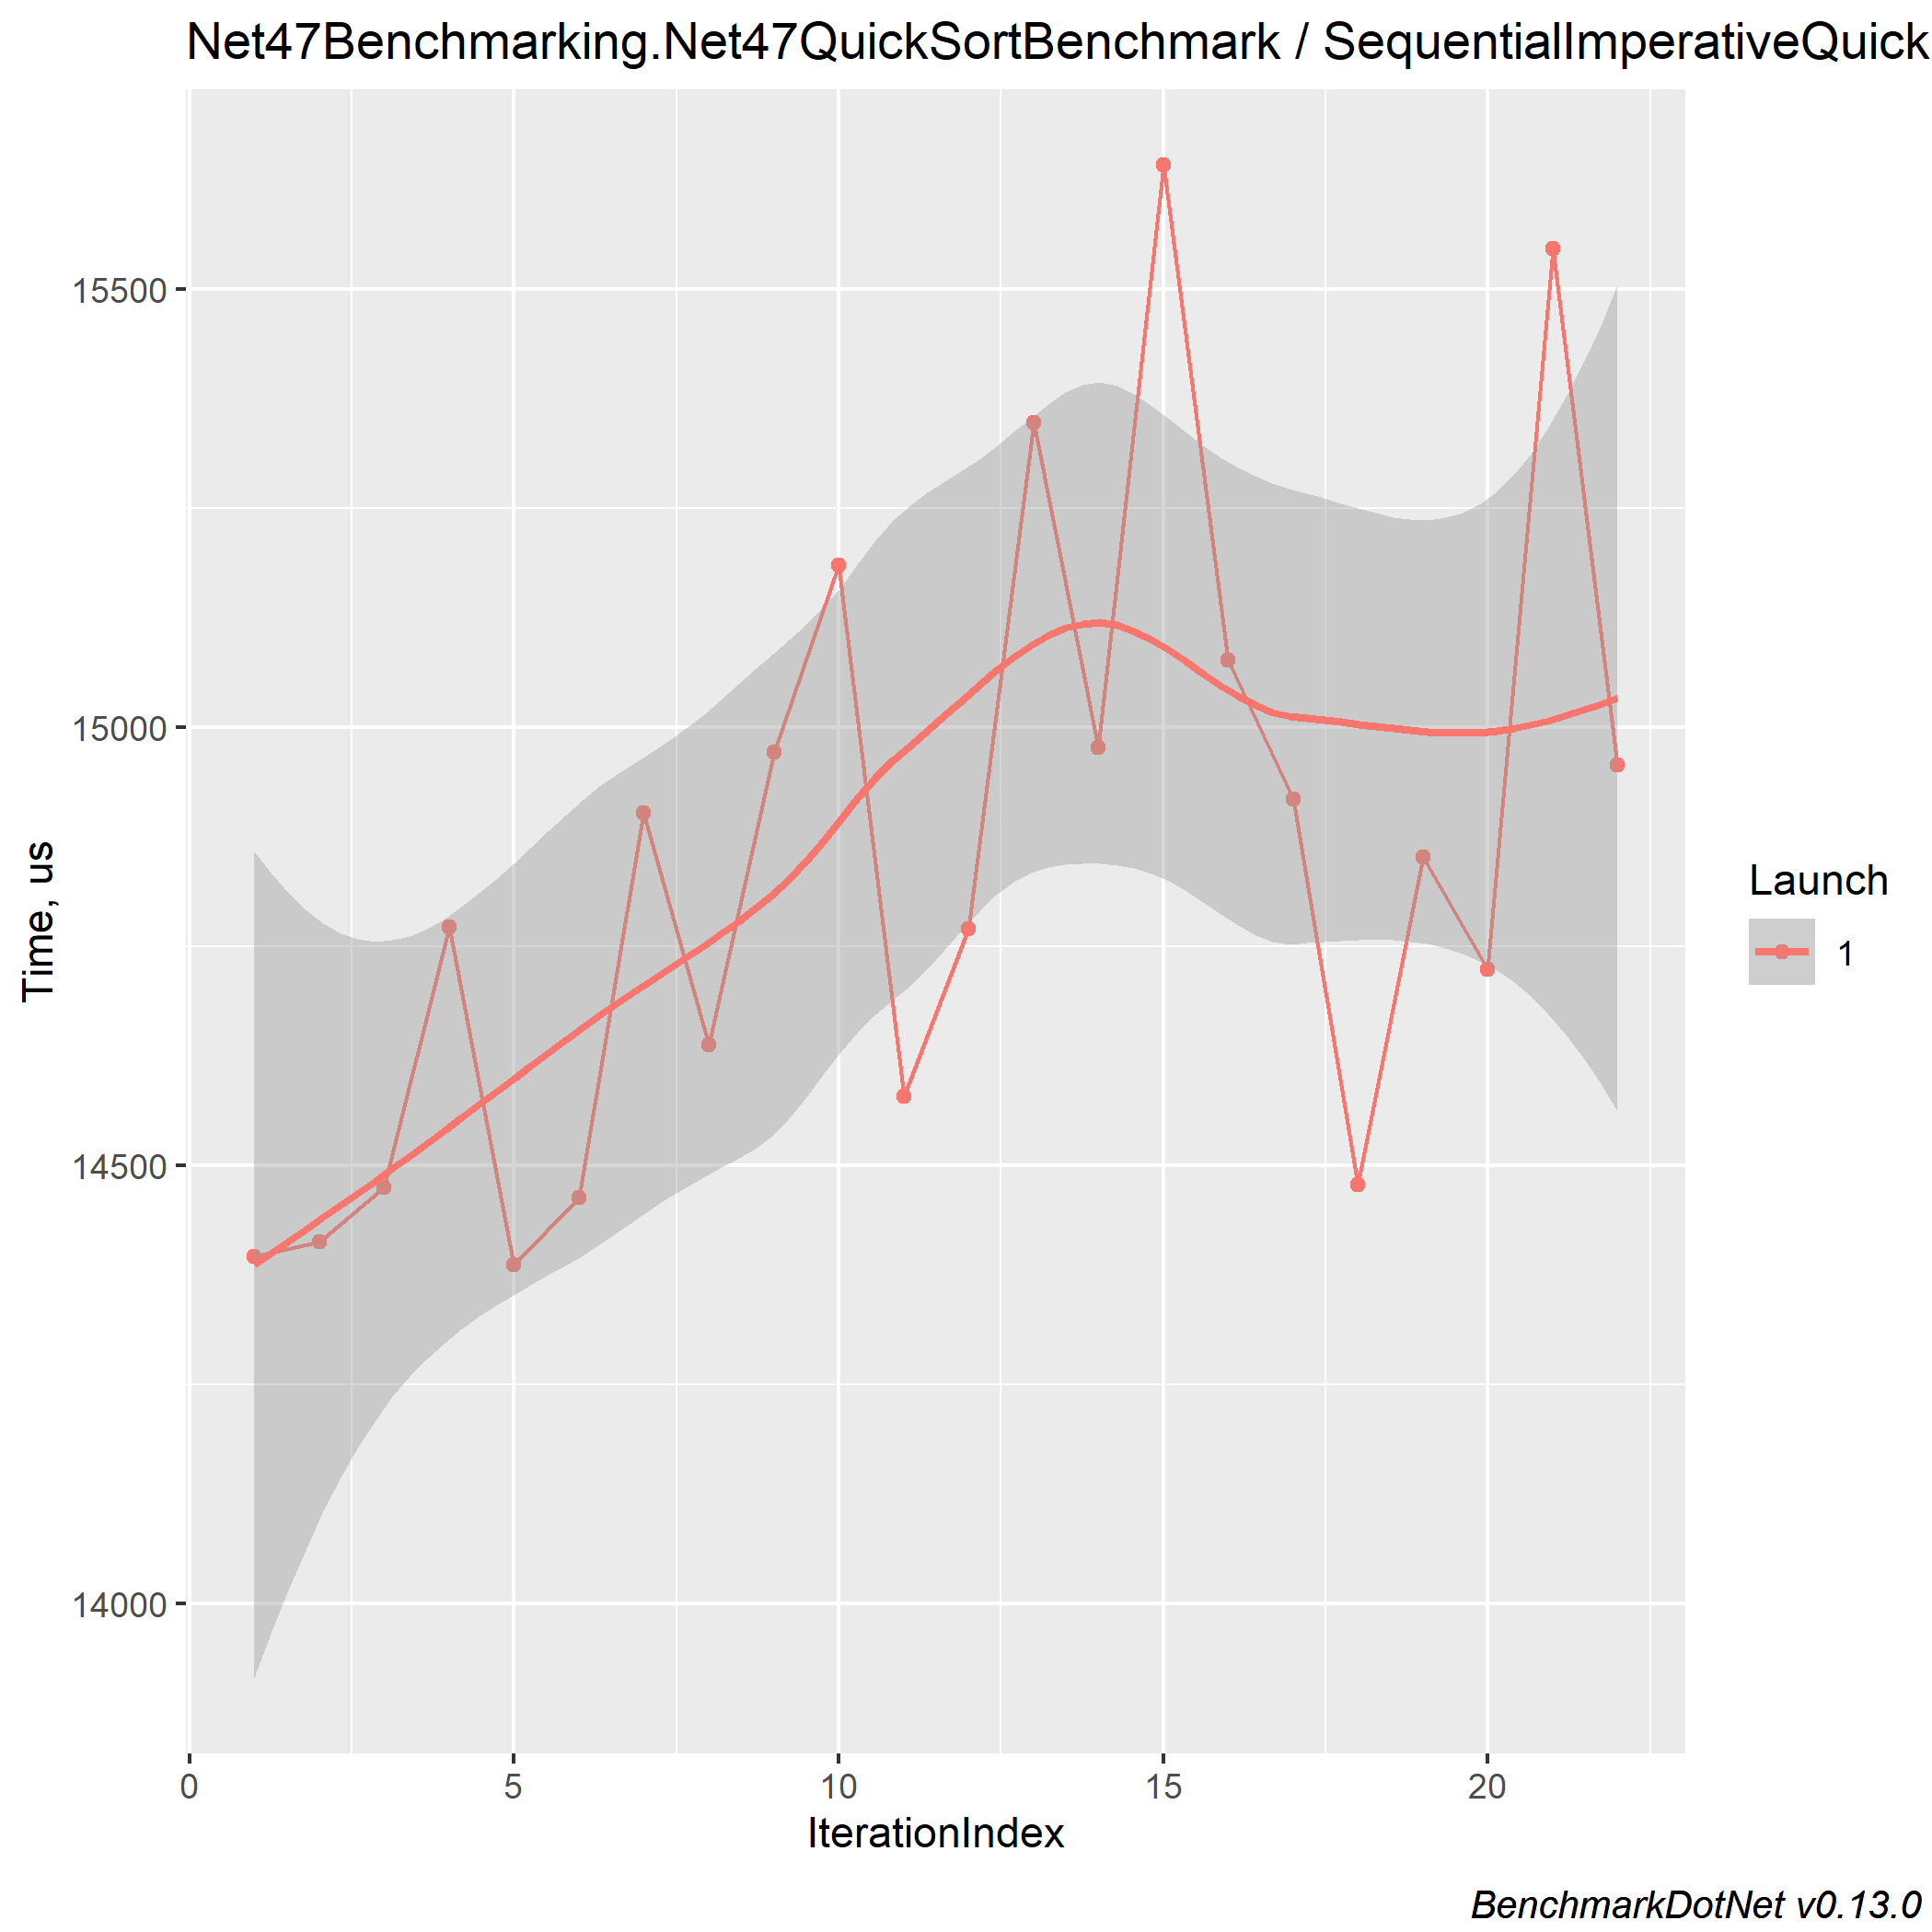 Net47Benchmarking.Net47QuickSortBenchmark / SequentialImperativeQuick
15500
15000
14500
14000
Time, us
0 5 10 15 20
IterationIndex
Launch
1
BenchmarkDotNet v0.13.0